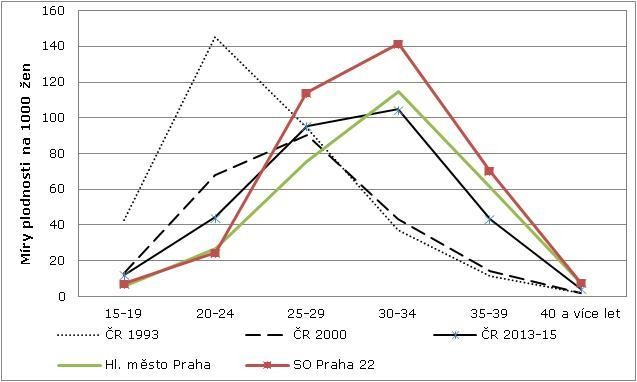 Míry plodnosti na 1000 žen
160
140
120
100
80
60
40
20
0
15-19 20-24 25-29 30-34 35-39 40 a více let
ČR 1993 ČR 2000 ČR 2013-15
Hl. město Praha SO Praha 22